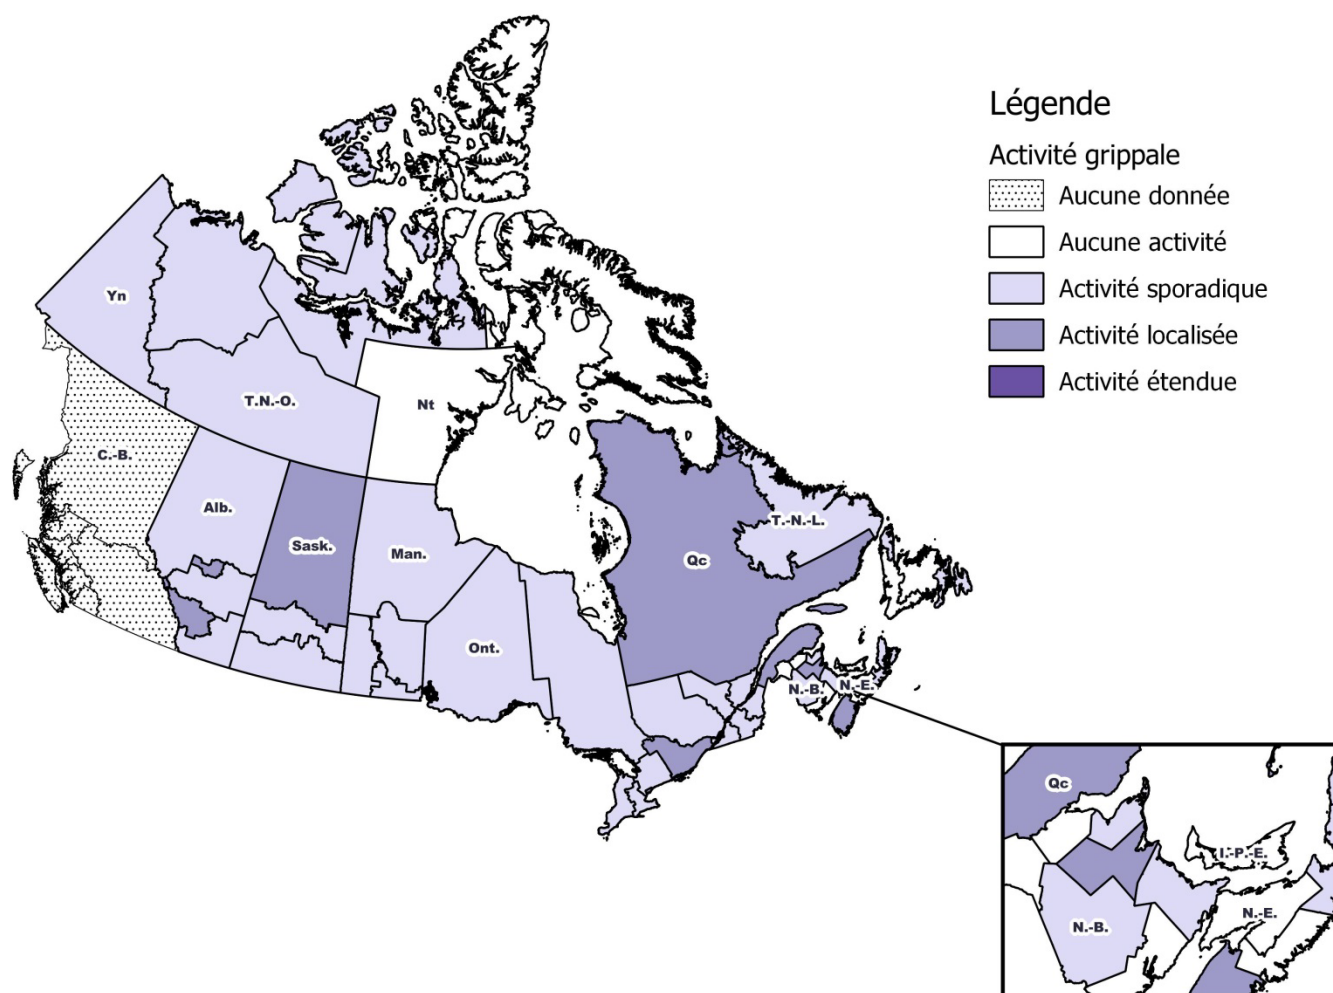 Légende
Activité grippale
Aucune donnée
Aucune activité
Activité sporadique
Activité localisée
Activité étendue
Yn
T.N.-O.
Nt
C.-B.
Alb.
Sask.
Man.
Ont.
Qc
T.-N.-L.
N.-B.
N.-E.
Qc
I.-P.-E.
N.-E.
N.-B.